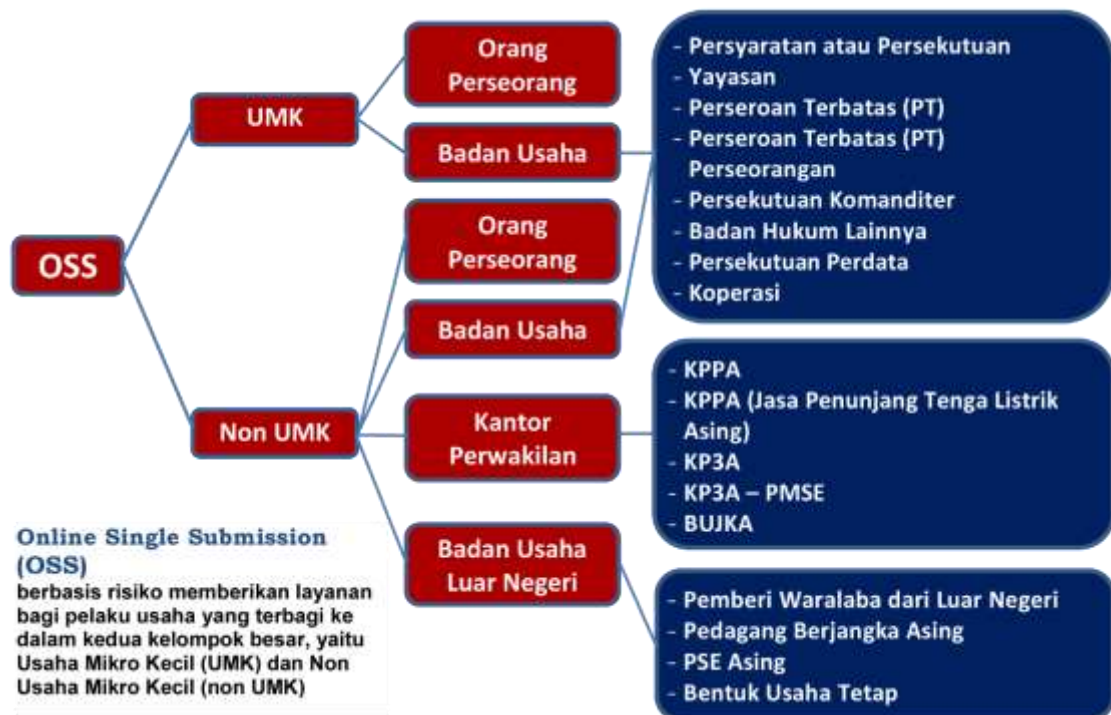 OSS
UMK
Non UMK
Orang
Perseorang
Badan Usaha
Orang
Perseorang
Badan Usaha
Kantor
Perwakilan
Badan Usaha
Luar Negeri
- Persyaratan atau Persekutuan
- Yayasan
- Perseroan Terbatas (PT)
- Perseroan Terbatas (PT)
Perseorangan
- Persekutuan Komanditer
- Badan Hukum Lainnya
- Persekutuan Perdata
- Koperasi
- KPPA
- KPPA (Jasa Penunjang Tenga Listrik
Asing)
- KP3A
- KP3A – PMSE
- BUJKA
- Pemberi Waralaba dari Luar Negeri
- Pedagang Berjangka Asing
- PSE Asing
- Bentuk Usaha Tetap
Online Single Submission
(OSS)
berbasis risiko memberikan layanan
bagi pelaku usaha yang terbagi ke
dalam kedua kelompok besar, yaitu
Usaha Mikro Kecil (UMK) dan Non
Usaha Mikro Kecil (non UMK)